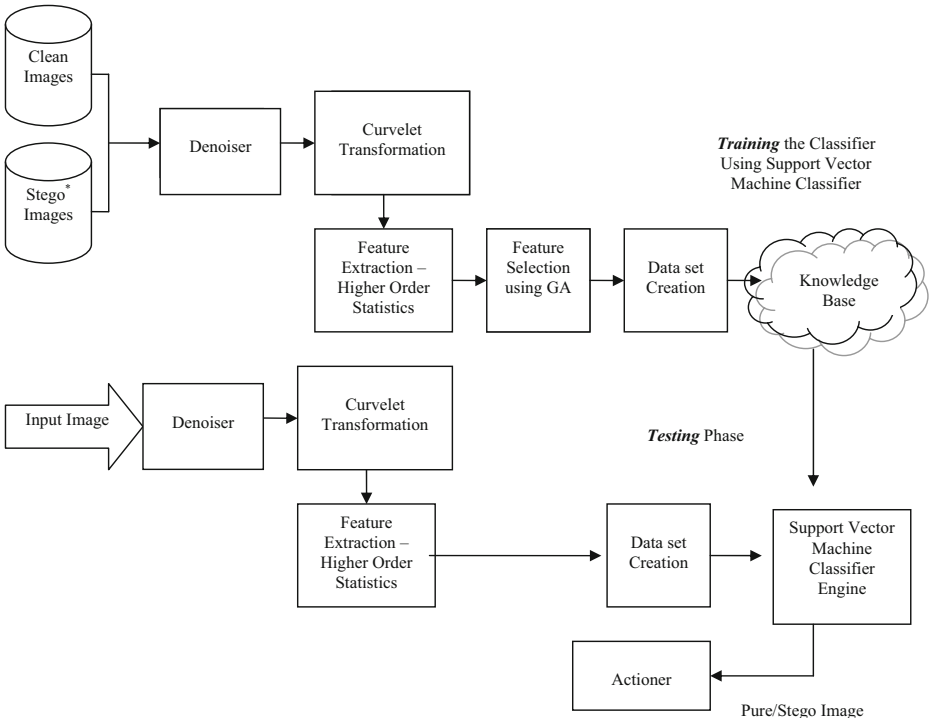 Clean
Images
Denoiser
Curvelet
Transformation
Stego*
Images
Training the Classifier
Using Support Vector
Machine Classifier
Feature
Extraction –
Higher Order
Statistics
Feature
Selection
using GA
Data set
Creation
Knowledge
Base
Input Image
Denoiser
Curvelet
Transformation
Testing Phase
Feature
Extraction –
Higher Order
Statistics
Data set
Creation
Support Vector
Machine
Classifier
Engine
Actioner
Pure/Stego Image